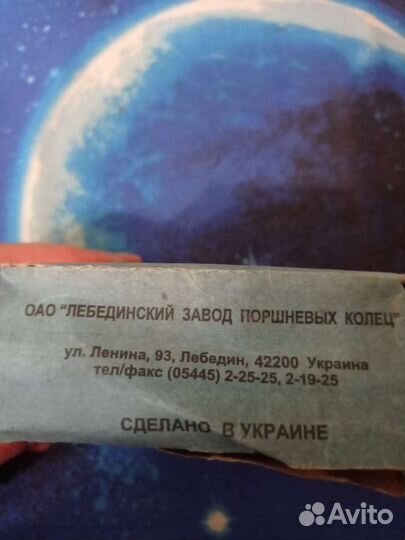 ОАО "ЛЕБЕДИНСКИЙ ЗАВОД ПОРШНЕВЫХ КОЛЕЦ"
ул. Ленина, 93, Лебедин, 42200 Украина
тел/факс (05445) 2-25-25, 2-19-25
СДЕЛАНО В УКРАИНЕ
Avito